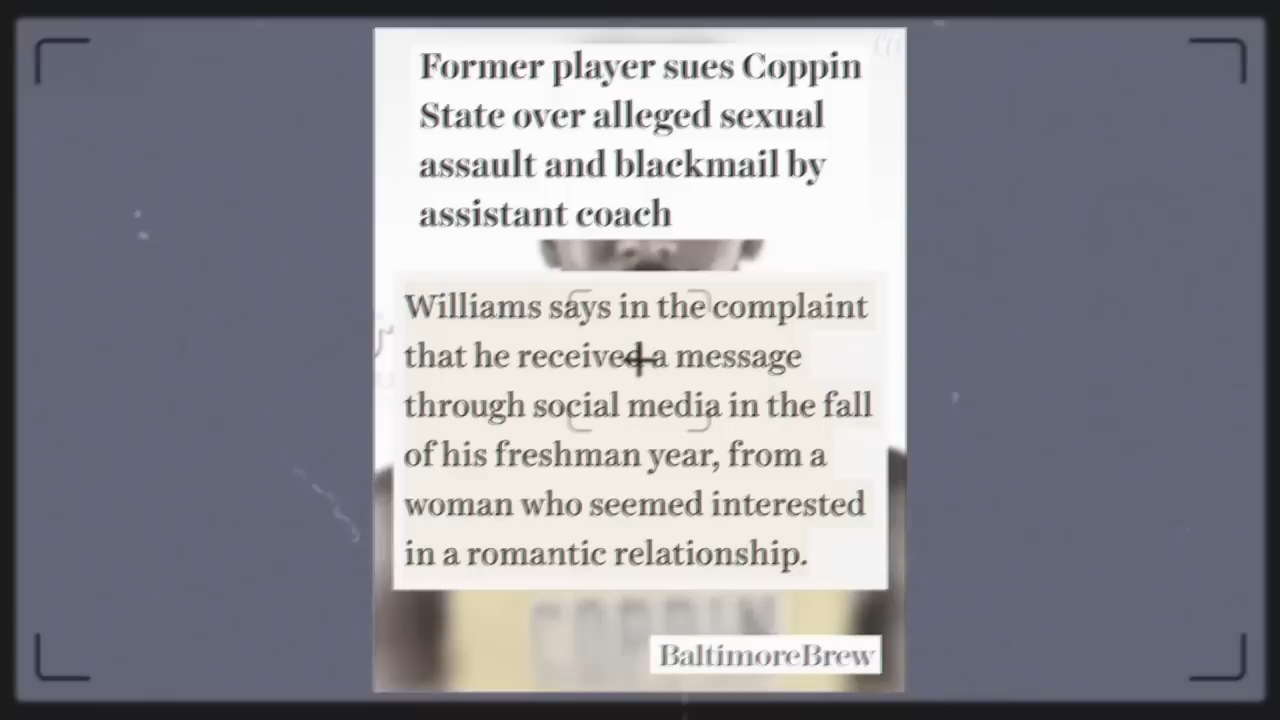 Former player sues Coppin
State over alleged sexual
assault and blackmail by
assistant coach
Williams says in the complaint
that he received a message
through social media in the fall
of his freshman year, from a
woman who seemed interested
in a romantic relationship.
COPPIN
BaltimoreBrew